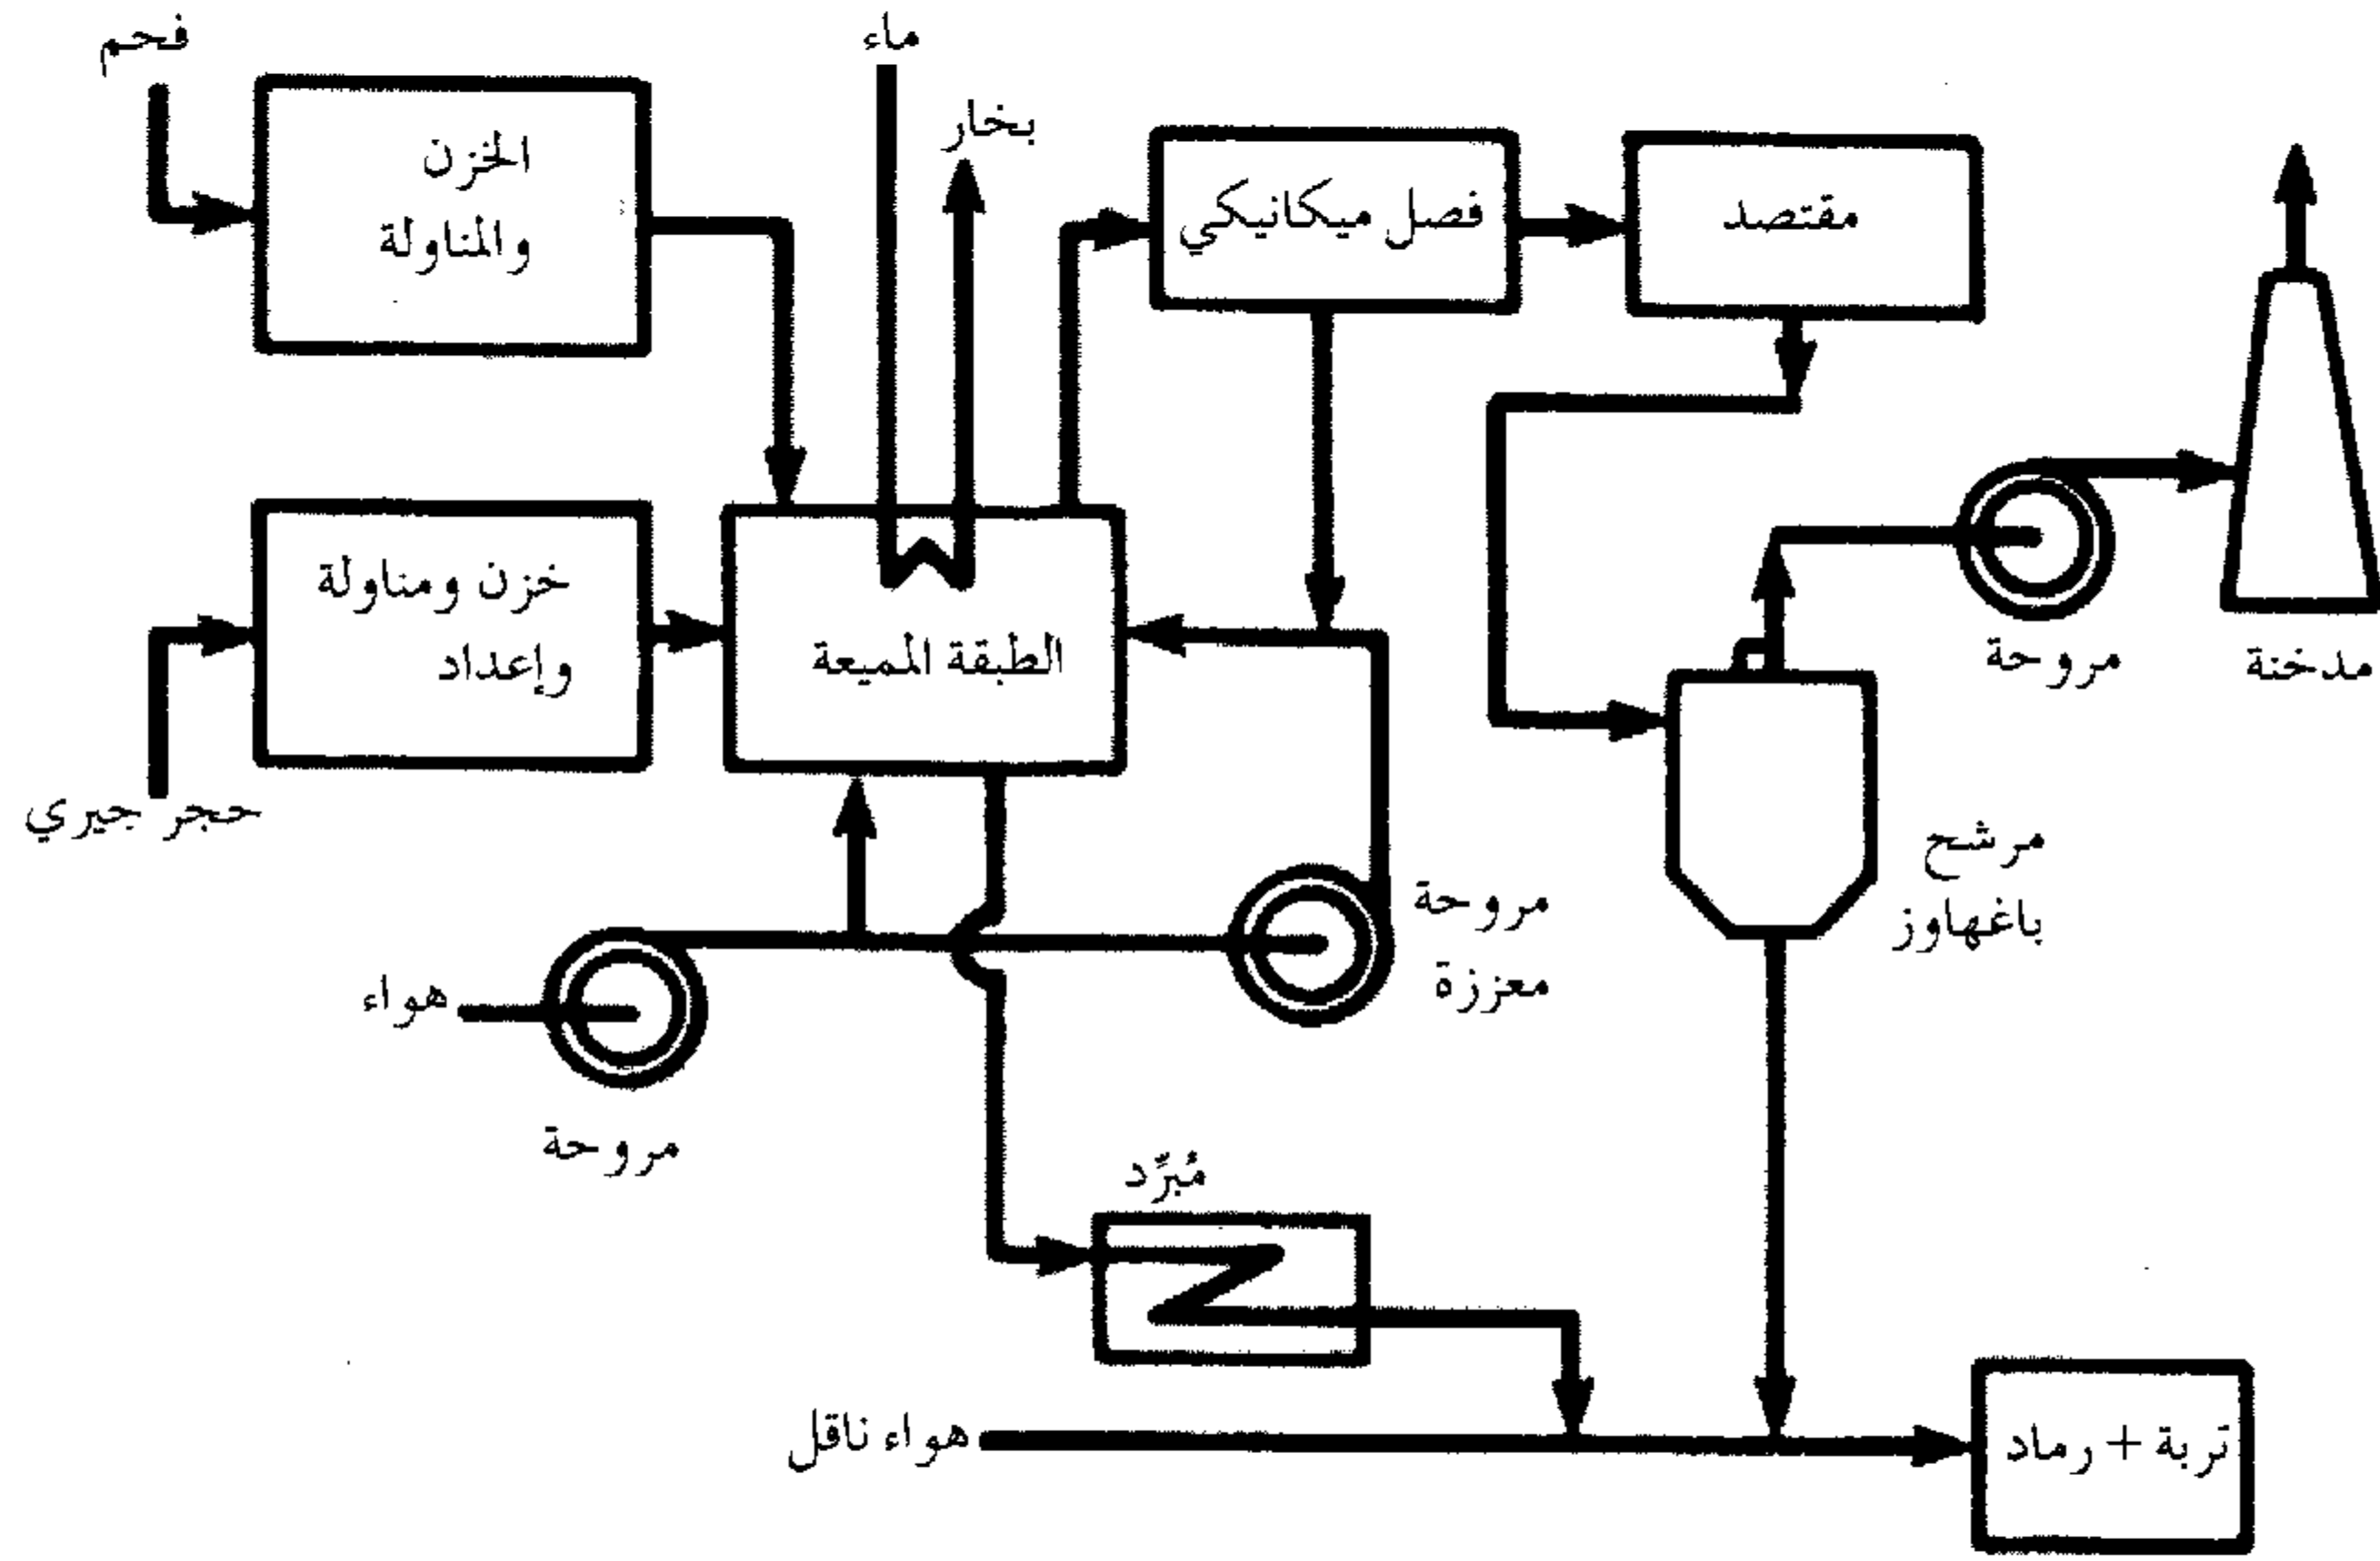 فحم
ماء
بخار
الخزن
والمناولة
فصل ميكانيكي
مقتصد
خزن ومناولة
وإعداد
الطبقة المميعة
مروحة
مدخنة
حجر جيري
مرشح
باغهاوز
مروحة
معززة
هواء
مروحة
مُبرِّد
هواء ناقل
تربة + رماد